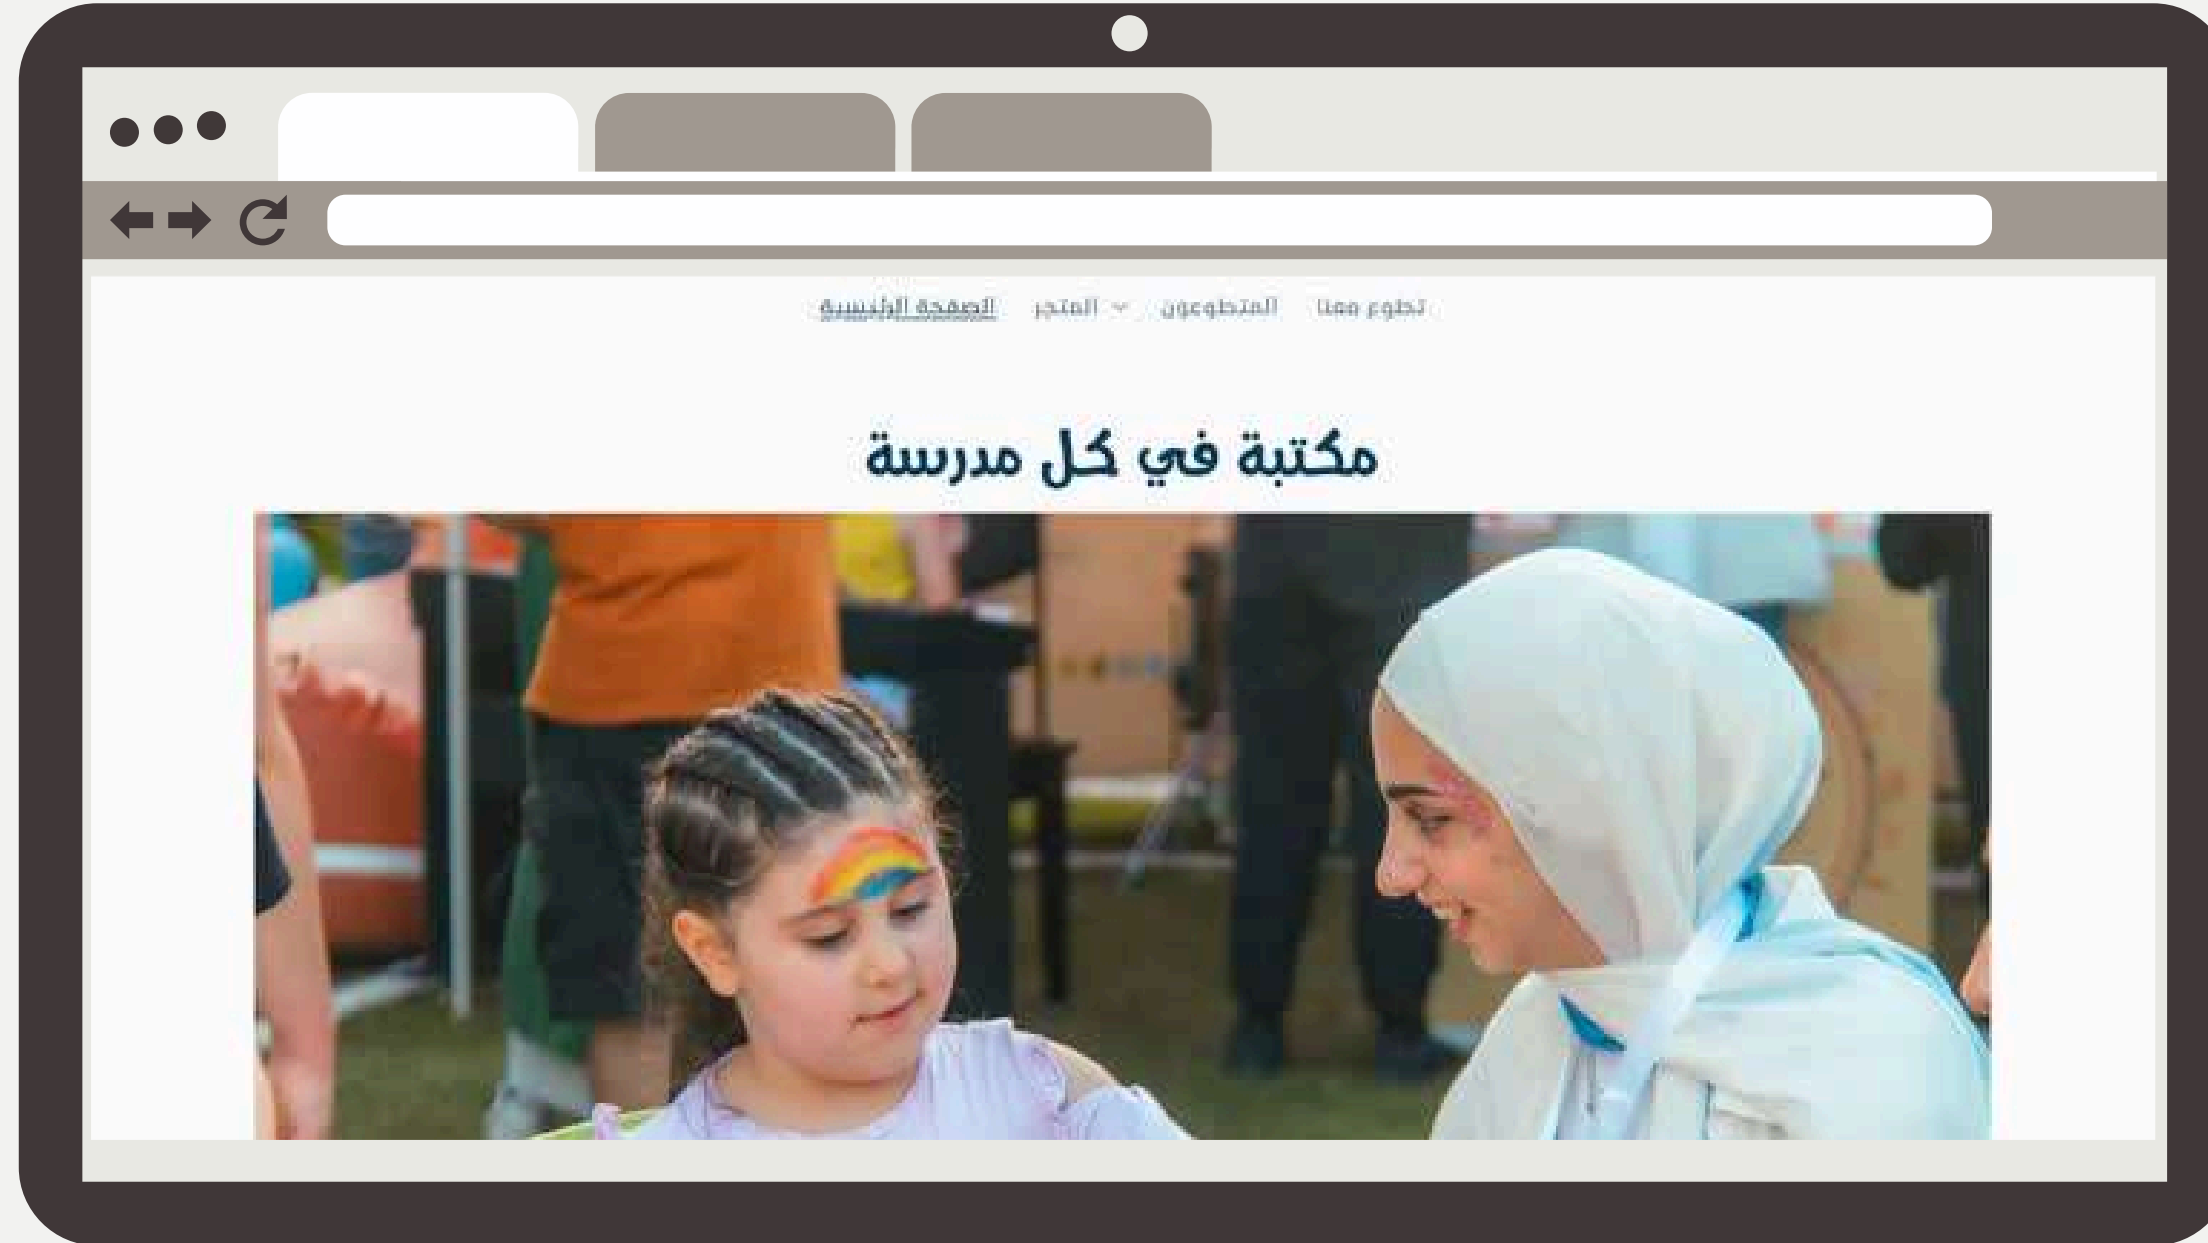 تطوع معنا المتطوعون المتجر الصفحة الرئيسية
مكتبة في كل مدرسة